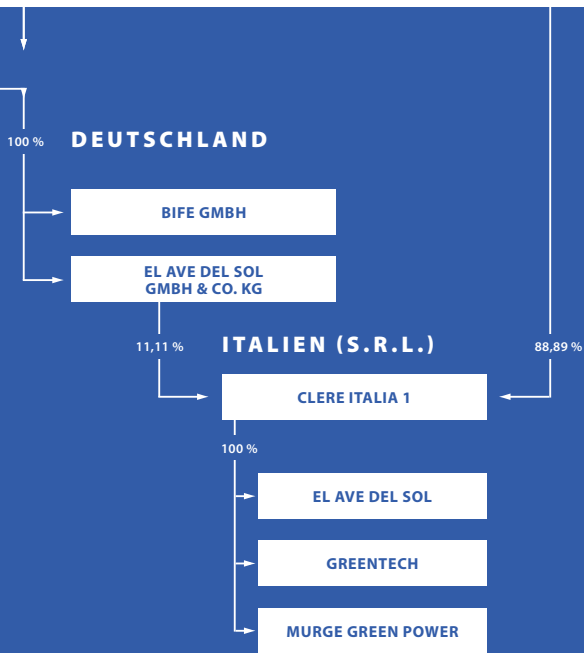 100 %
DEUTSCHLAND
BIFE GMBH
EL AVE DEL SOL
GMBH & CO. KG
11,11 %
ITALIEN (S.R.L.)
88,89 %
CLERE ITALIA 1
100 %
EL AVE DEL SOL
GREENTECH
MURGE GREEN POWER